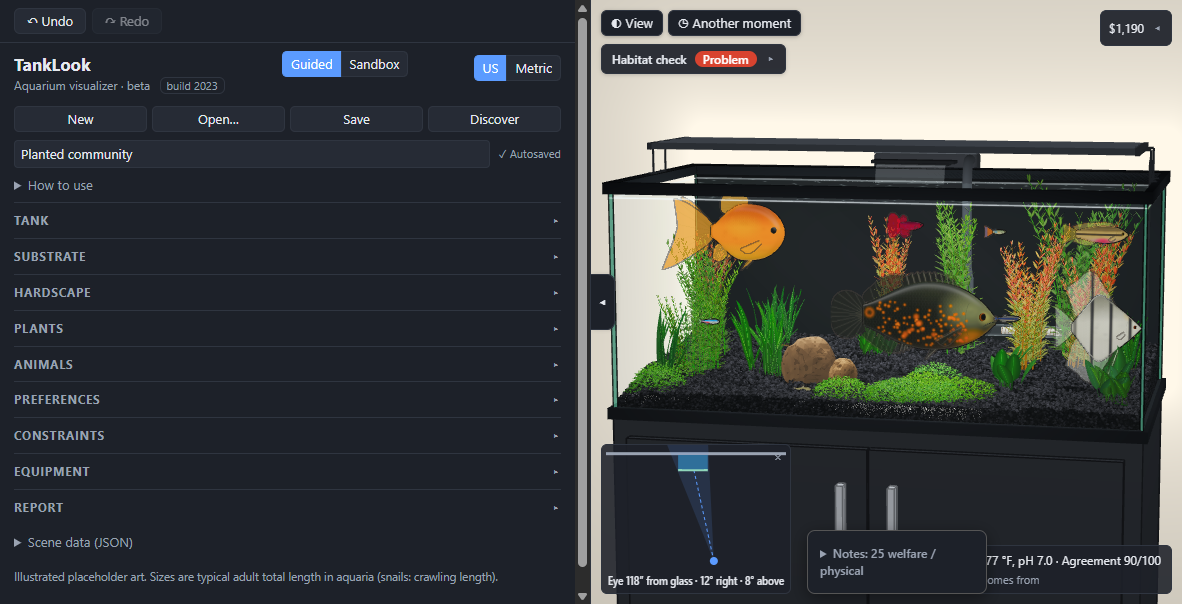 Undo
Redo
TankLook
Aquarium visualizer · beta
build 2023
Guided
Sandbox
US
Metric
New
Open...
Save
Discover
Planted community
✓ Autosaved
How to use
TANK
SUBSTRATE
HARDSCAPE
PLANTS
ANIMALS
PREFERENCES
CONSTRAINTS
EQUIPMENT
REPORT
Scene data (JSON)
Illustrated placeholder art. Sizes are typical adult total length in aquaria (snails: crawling length).
View
Another moment
$1,190
Habitat check
Problem
Eye 118" from glass · 12° right · 8° above
Notes: 25 welfare /
physical
77 °F, pH 7.0 · Agreement 90/100
omes from